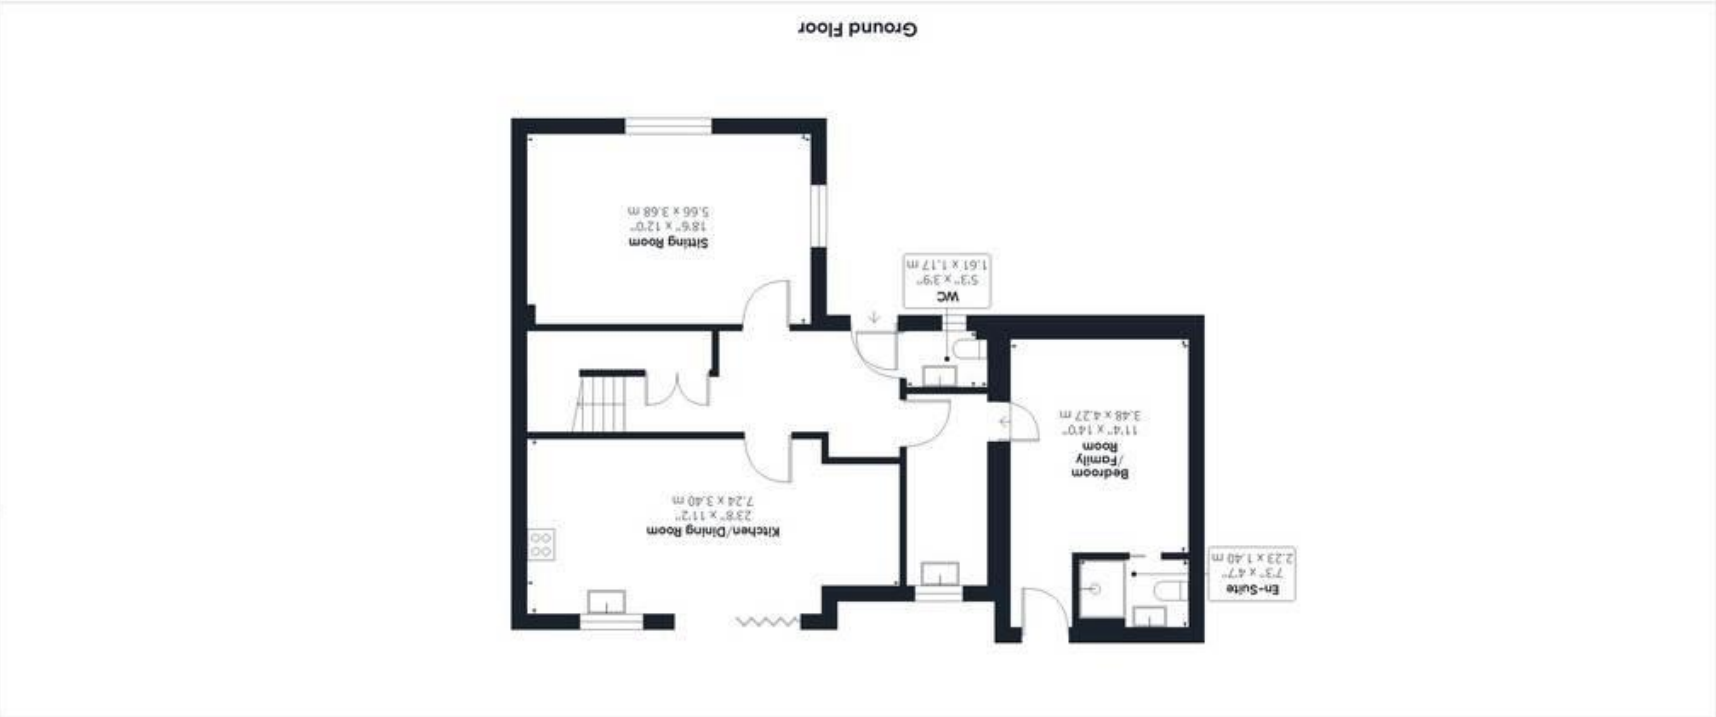 En-Suite
7'3" x 4'7"
2.23 x 1.40 m
Kitchen/Dining Room
23'8" x 11'2"
7.24 x 3.40 m
Bedroom
/Family
Room
11'4" x 14'0"
3.48 x 4.27 m
WC
5'3" x 3'9"
1.61 x 1.17 m
Sitting Room
18'6" x 12'0"
5.66 x 3.68 m
Ground Floor